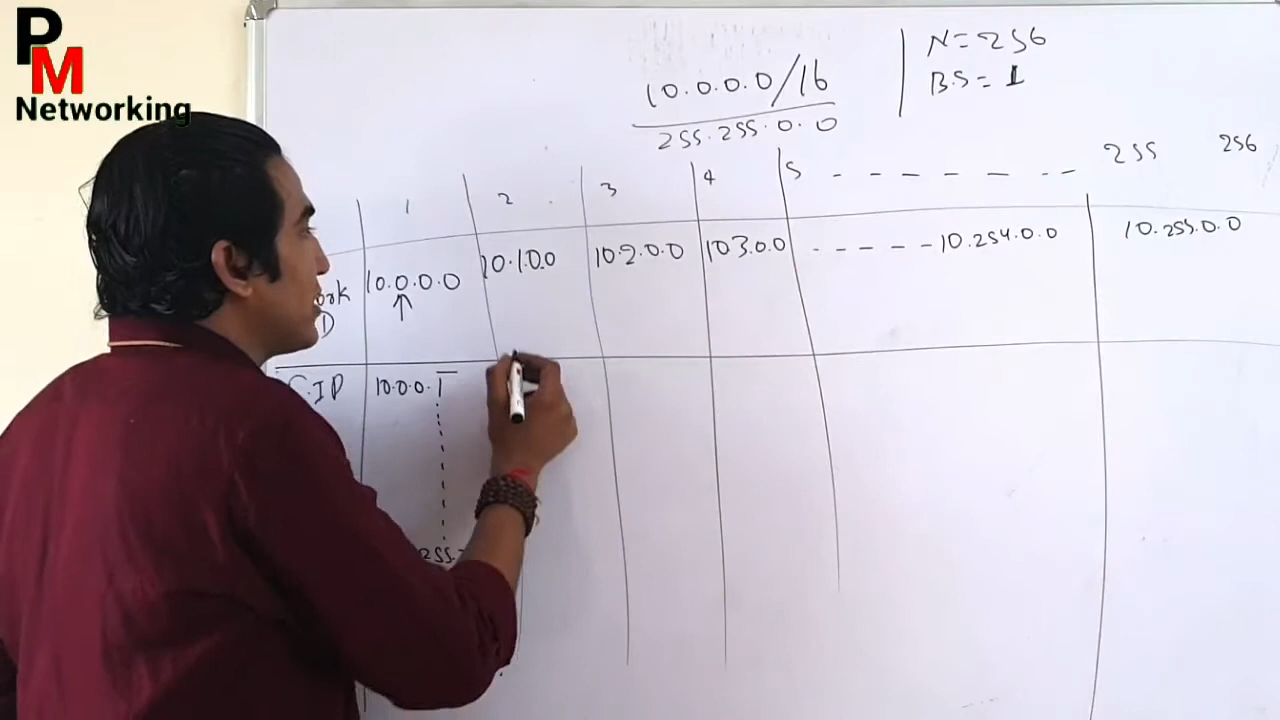 PM
Networking
10.0.0.0/16
255.255.0.0
N=256
B.S=1
1 2 3 4 5 - - - - - - - 255 256
10.0.0.0 10.1.0.0 10.2.0.0 10.3.0.0 - - - - - 10.254.0.0 10.255.0.0
D
.IP 10.0.0.1
255.